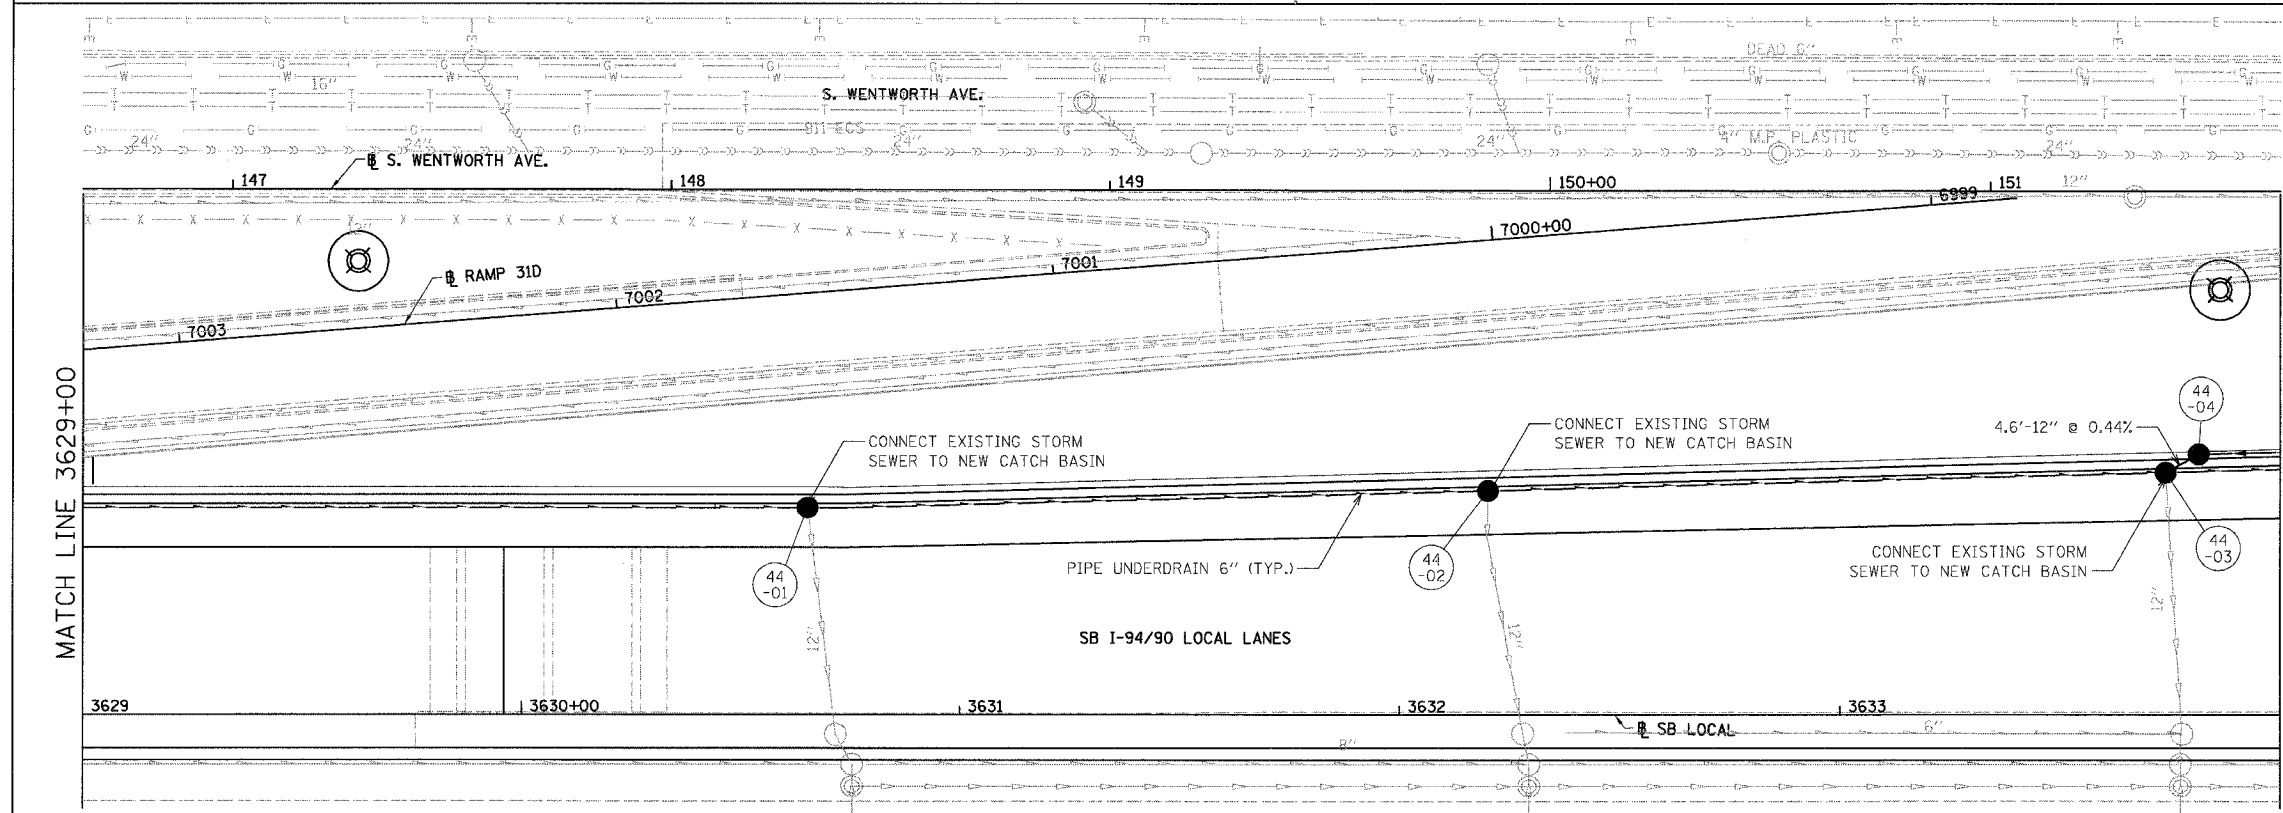 DEAD 6"
16"
S. WENTWORTH AVE.
911 ECS
24"
24"
24"
24"
4" M.P. PLASTIC
24"
℄ S. WENTWORTH AVE.
147
148
149
150+00
151
12"
6999
7000+00
7001
7002
7003
12"
℄ RAMP 31D
MATCH LINE 3629+00
CONNECT EXISTING STORM
SEWER TO NEW CATCH BASIN
CONNECT EXISTING STORM
SEWER TO NEW CATCH BASIN
4.6'-12" @ 0.44%
44
-04
44
-01
PIPE UNDERDRAIN 6" (TYP.)
44
-02
CONNECT EXISTING STORM
SEWER TO NEW CATCH BASIN
44
-03
12"
12"
12"
SB I-94/90 LOCAL LANES
3629
3630+00
3631
3632
3633
℄ SB LOCAL
6"
8"